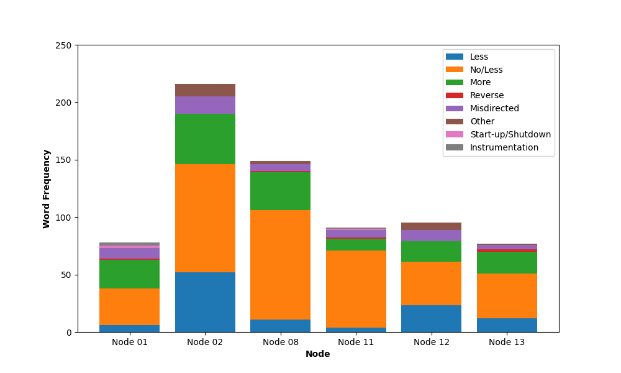 250
200
150
100
50
0
Word Frequency
Less
No/Less
More
Reverse
Misdirected
Other
Start-up/Shutdown
Instrumentation
Node 01 Node 02 Node 08 Node 11 Node 12 Node 13
Node